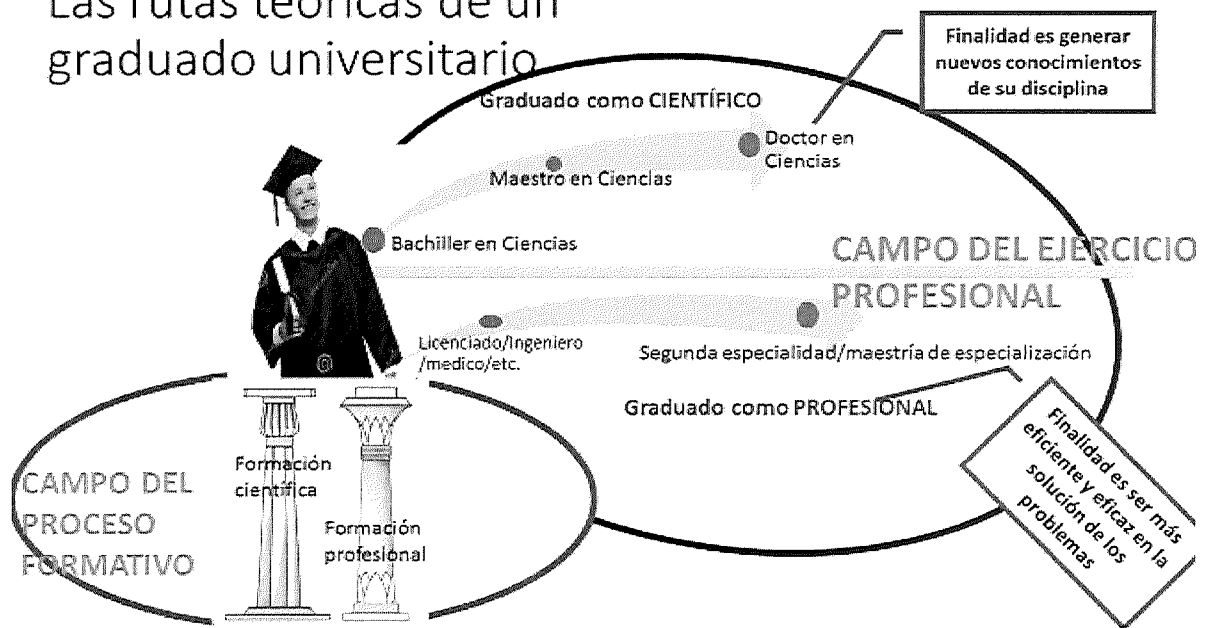 Las rutas teóricas de un
graduado universitario
Finalidad es generar
nuevos conocimientos
de su disciplina
Graduado como CIENTÍFICO
Doctor en
Ciencias
Maestro en Ciencias
Bachiller en Ciencias
CAMPO DEL EJERCICIO
PROFESIONAL
Licenciado/Ingeniero
/medico/etc.
Segunda especialidad/maestría de especialización
Graduado como PROFESIONAL
Finalidad es ser más
eficiente y eficaz en la
solución de los
problemas
Formación
científica
CAMPO DEL
PROCESO
FORMATIVO
Formación
profesional